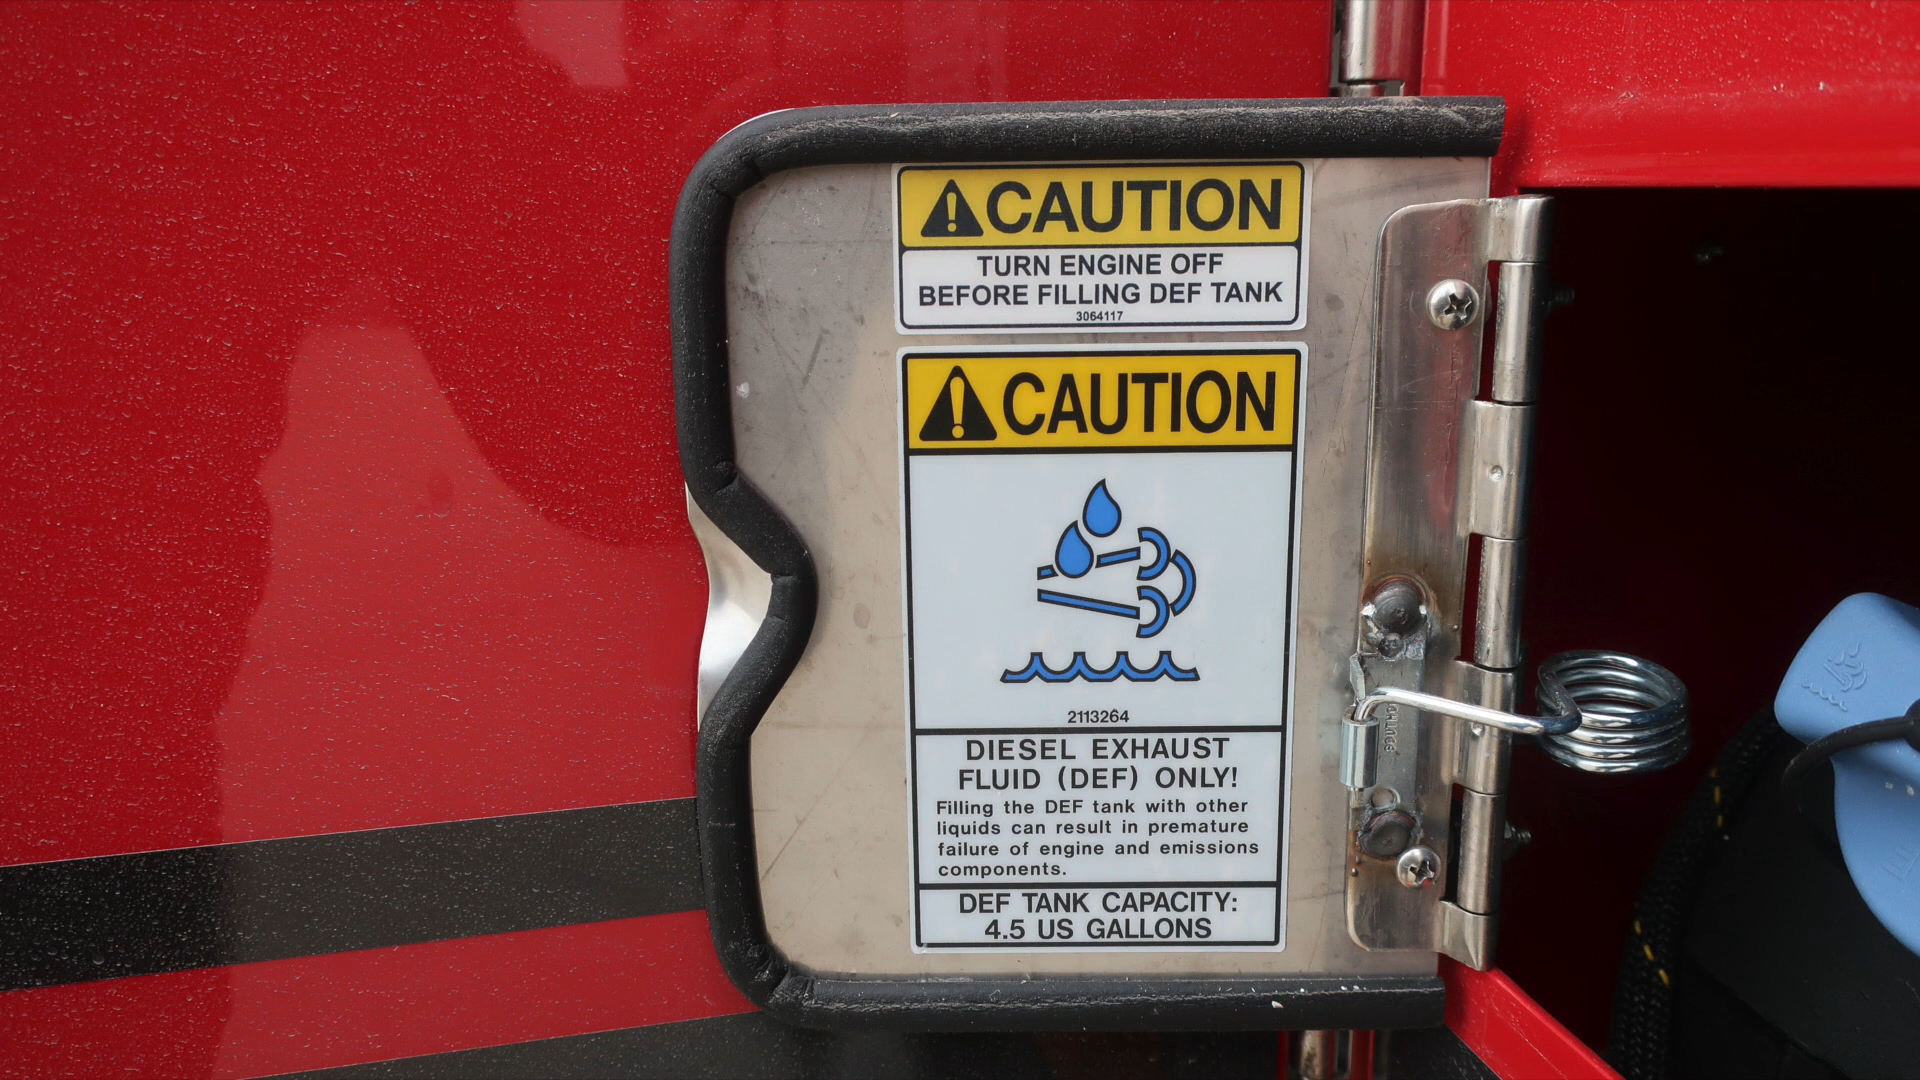 CAUTION
TURN ENGINE OFF
BEFORE FILLING DEF TANK
3064117
CAUTION
2113264
DIESEL EXHAUST
FLUID (DEF) ONLY!
Filling the DEF tank with other
liquids can result in premature
failure of engine and emissions
components.
DEF TANK CAPACITY:
4.5 US GALLONS